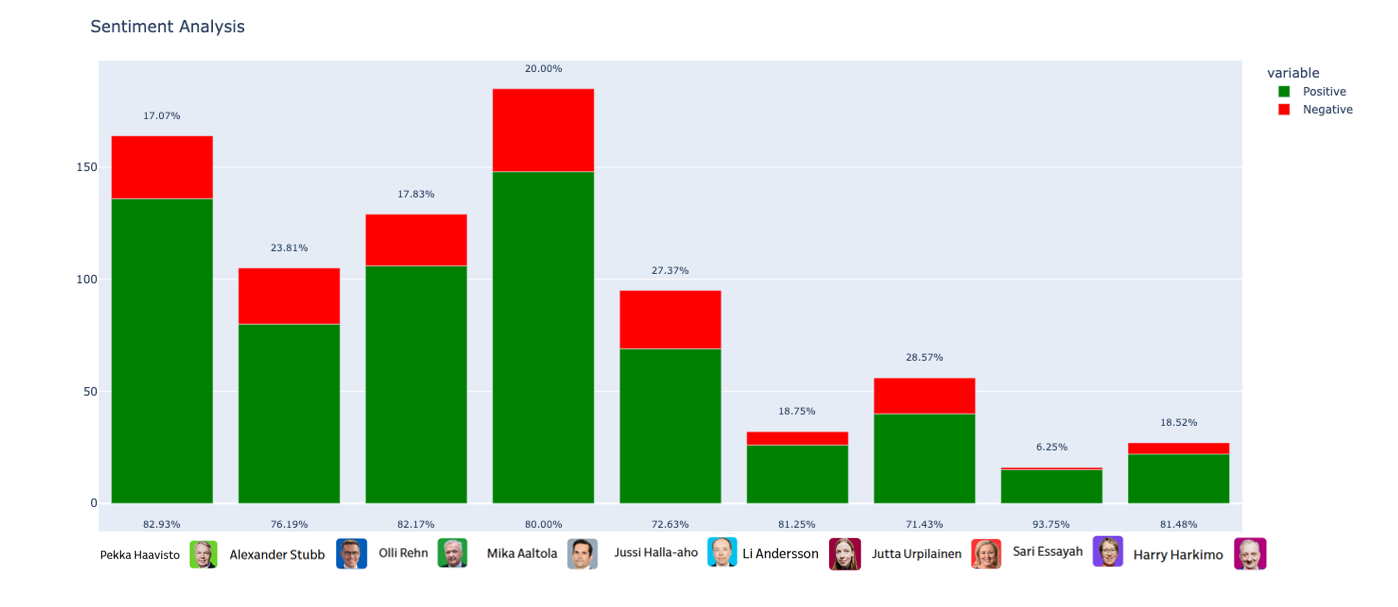 Sentiment Analysis
variable
Positive
Negative
20.00%
17.07%
17.83%
23.81%
27.37%
28.57%
18.75%
18.52%
6.25%
150
100
50
0
82.93% 76.19% 82.17% 80.00% 72.63% 81.25% 71.43% 93.75% 81.48%
Pekka Haavisto Alexander Stubb Olli Rehn Mika Aaltola Jussi Halla-aho Li Andersson Jutta Urpilainen Sari Essayah Harry Harkimo